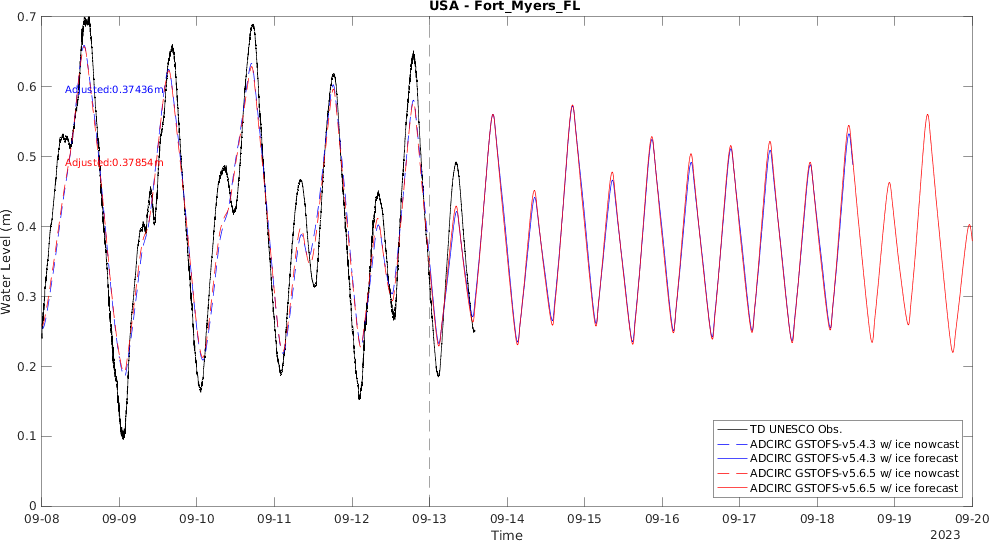 USA - Fort_Myers_FL
0.7
0.6
0.5
0.4
0.3
0.2
0.1
0
Water Level (m)
Adjusted:0.37436m
Adjusted:0.37854m
TD UNESCO Obs.
ADCIRC GSTOFS-v5.4.3 w/ ice nowcast
ADCIRC GSTOFS-v5.4.3 w/ ice forecast
ADCIRC GSTOFS-v5.6.5 w/ ice nowcast
ADCIRC GSTOFS-v5.6.5 w/ ice forecast
09-08 09-09 09-10 09-11 09-12 09-13 09-14 09-15 09-16 09-17 09-18 09-19 09-20
Time
2023